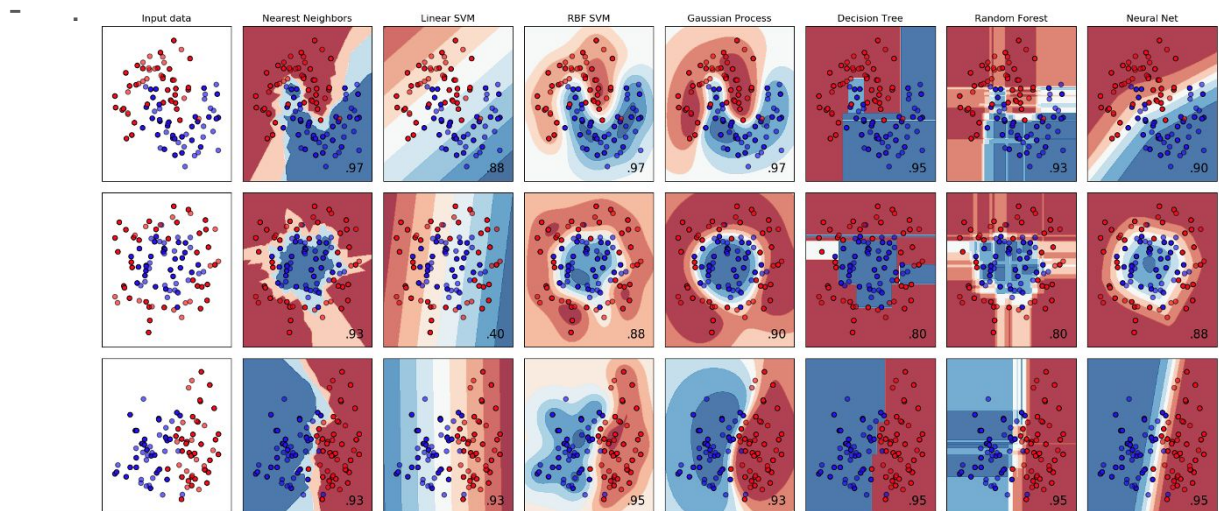 Input data Nearest Neighbors Linear SVM RBF SVM Gaussian Process Decision Tree Random Forest Neural Net
.97 .88 .97 .97 .95 .93 .90
.93 .40 .88 .90 .80 .80 .88
.93 .93 .95 .93 .95 .95 .95